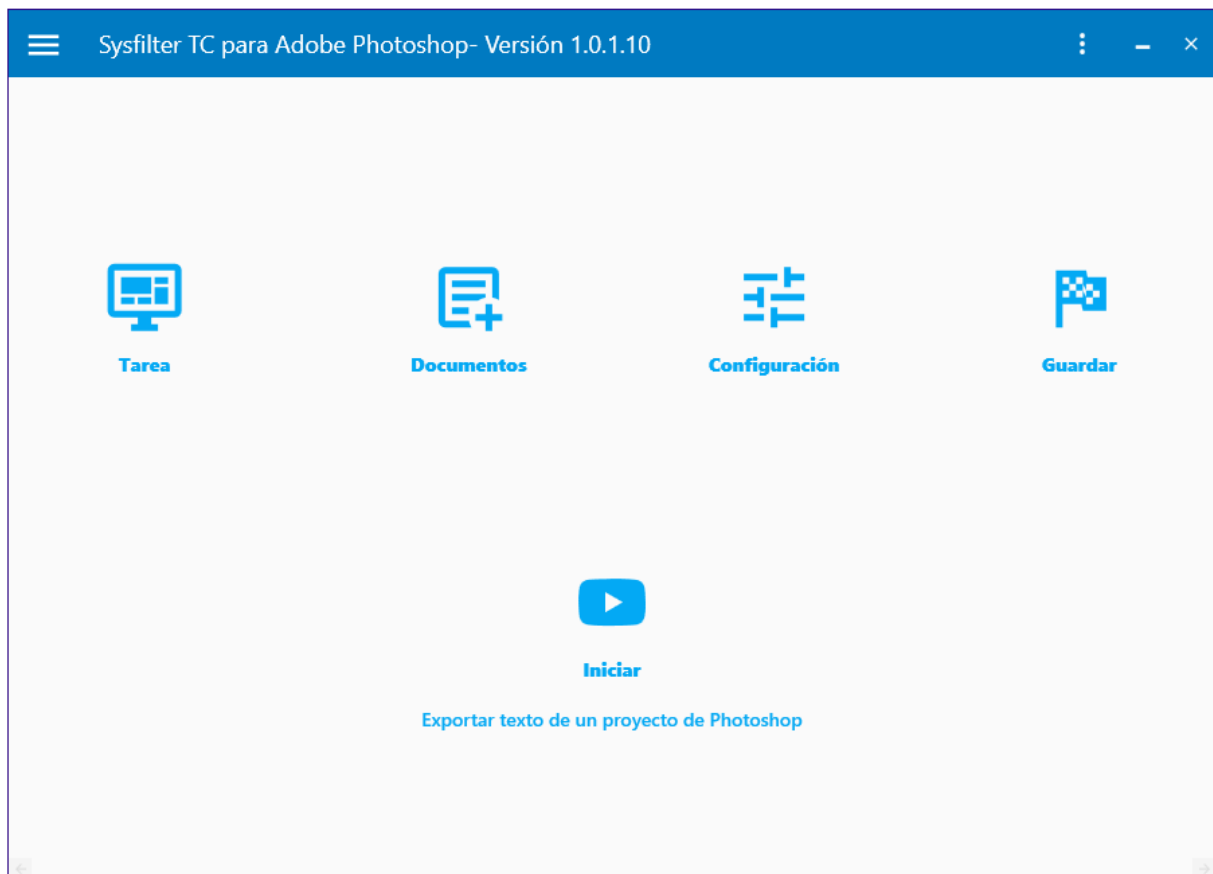 Sysfilter TC para Adobe Photoshop- Versión 1.0.1.10
Tarea
Documentos
Configuración
Guardar
Iniciar
Exportar texto de un proyecto de Photoshop